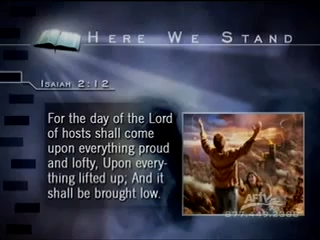 Here We Stand
Isaiah 2:12
For the day of the Lord
of hosts shall come
upon everything proud
and lofty, Upon every-
thing lifted up; And it
shall be brought low.